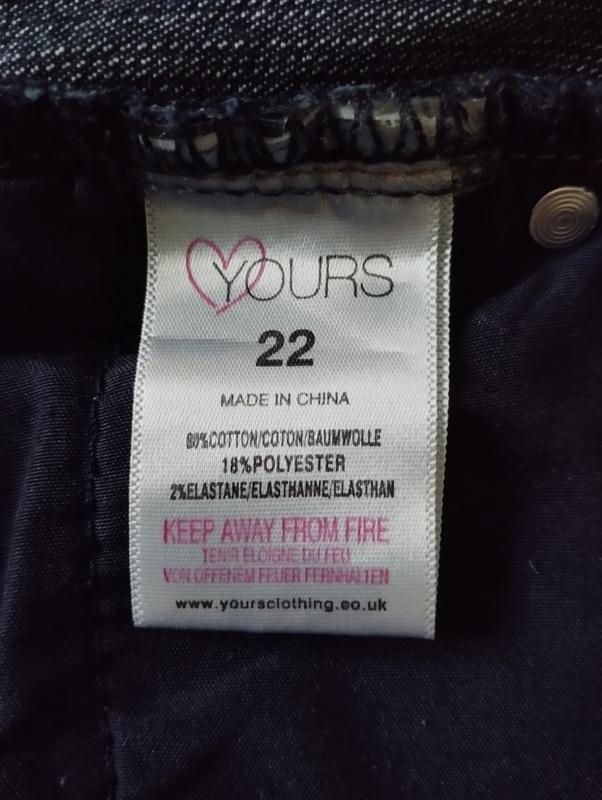 YOURS
22
MADE IN CHINA
80%COTTON/COTON/BAUMWOLLE
18%POLYESTER
2%ELASTANE/ELASTHANNE/ELASTHAN
KEEP AWAY FROM FIRE
TENIR ELOIGNE DU FEU
VON OFFENEM FEUER FERNHALTEN
www.yoursclothing.co.uk